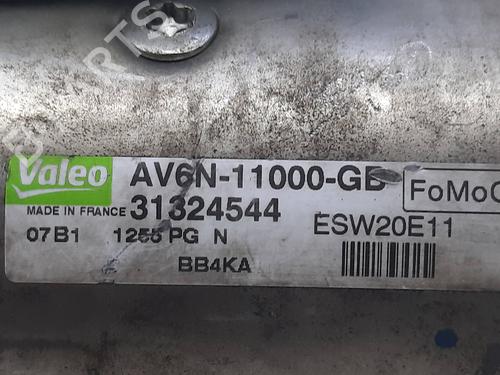 Valeo
AV6N-11000-GB
FoMoC
MADE IN FRANCE 31324544
07B1 1255 PG N
ESW20E11
BB4KA